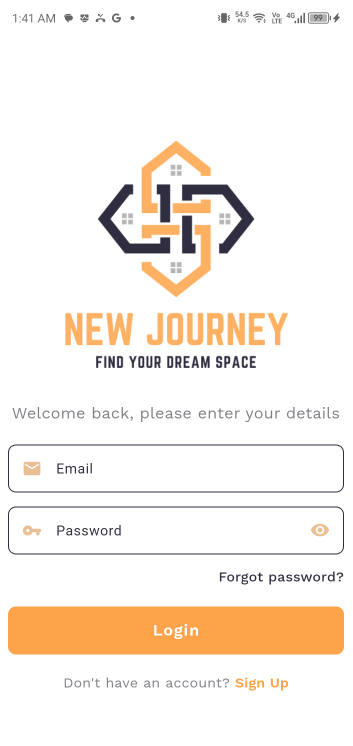 1:41 AM 54.5 K/S Vo LTE 4G 99
NEW JOURNEY
FIND YOUR DREAM SPACE
Welcome back, please enter your details
Email
Password
Forgot password?
Login
Don't have an account? Sign Up